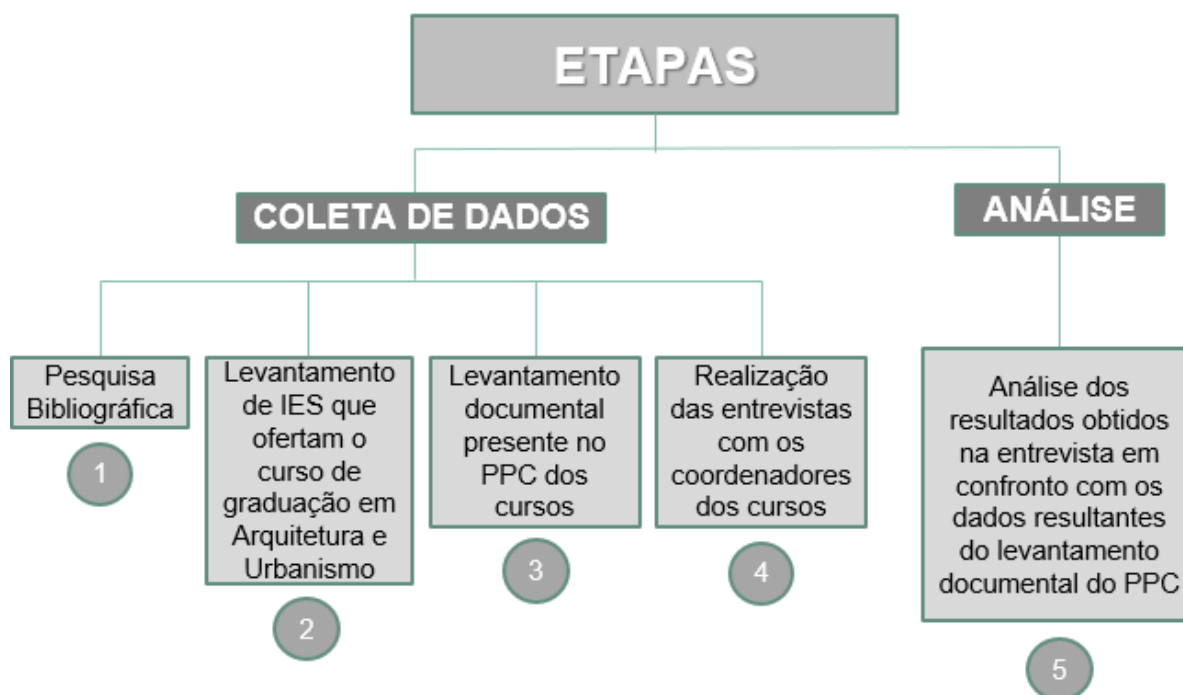 ETAPAS
COLETA DE DADOS
ANÁLISE
Pesquisa
Bibliográfica
1
Levantamento
de IES que
ofertam o
curso de
graduação em
Arquitetura e
Urbanismo
2
Levantamento
documental
presente no
PPC dos
cursos
3
Realização
das entrevistas
com os
coordenadores
dos cursos
4
Análise dos
resultados obtidos
na entrevista em
confronto com os
dados resultantes
do levantamento
documental do PPC
5